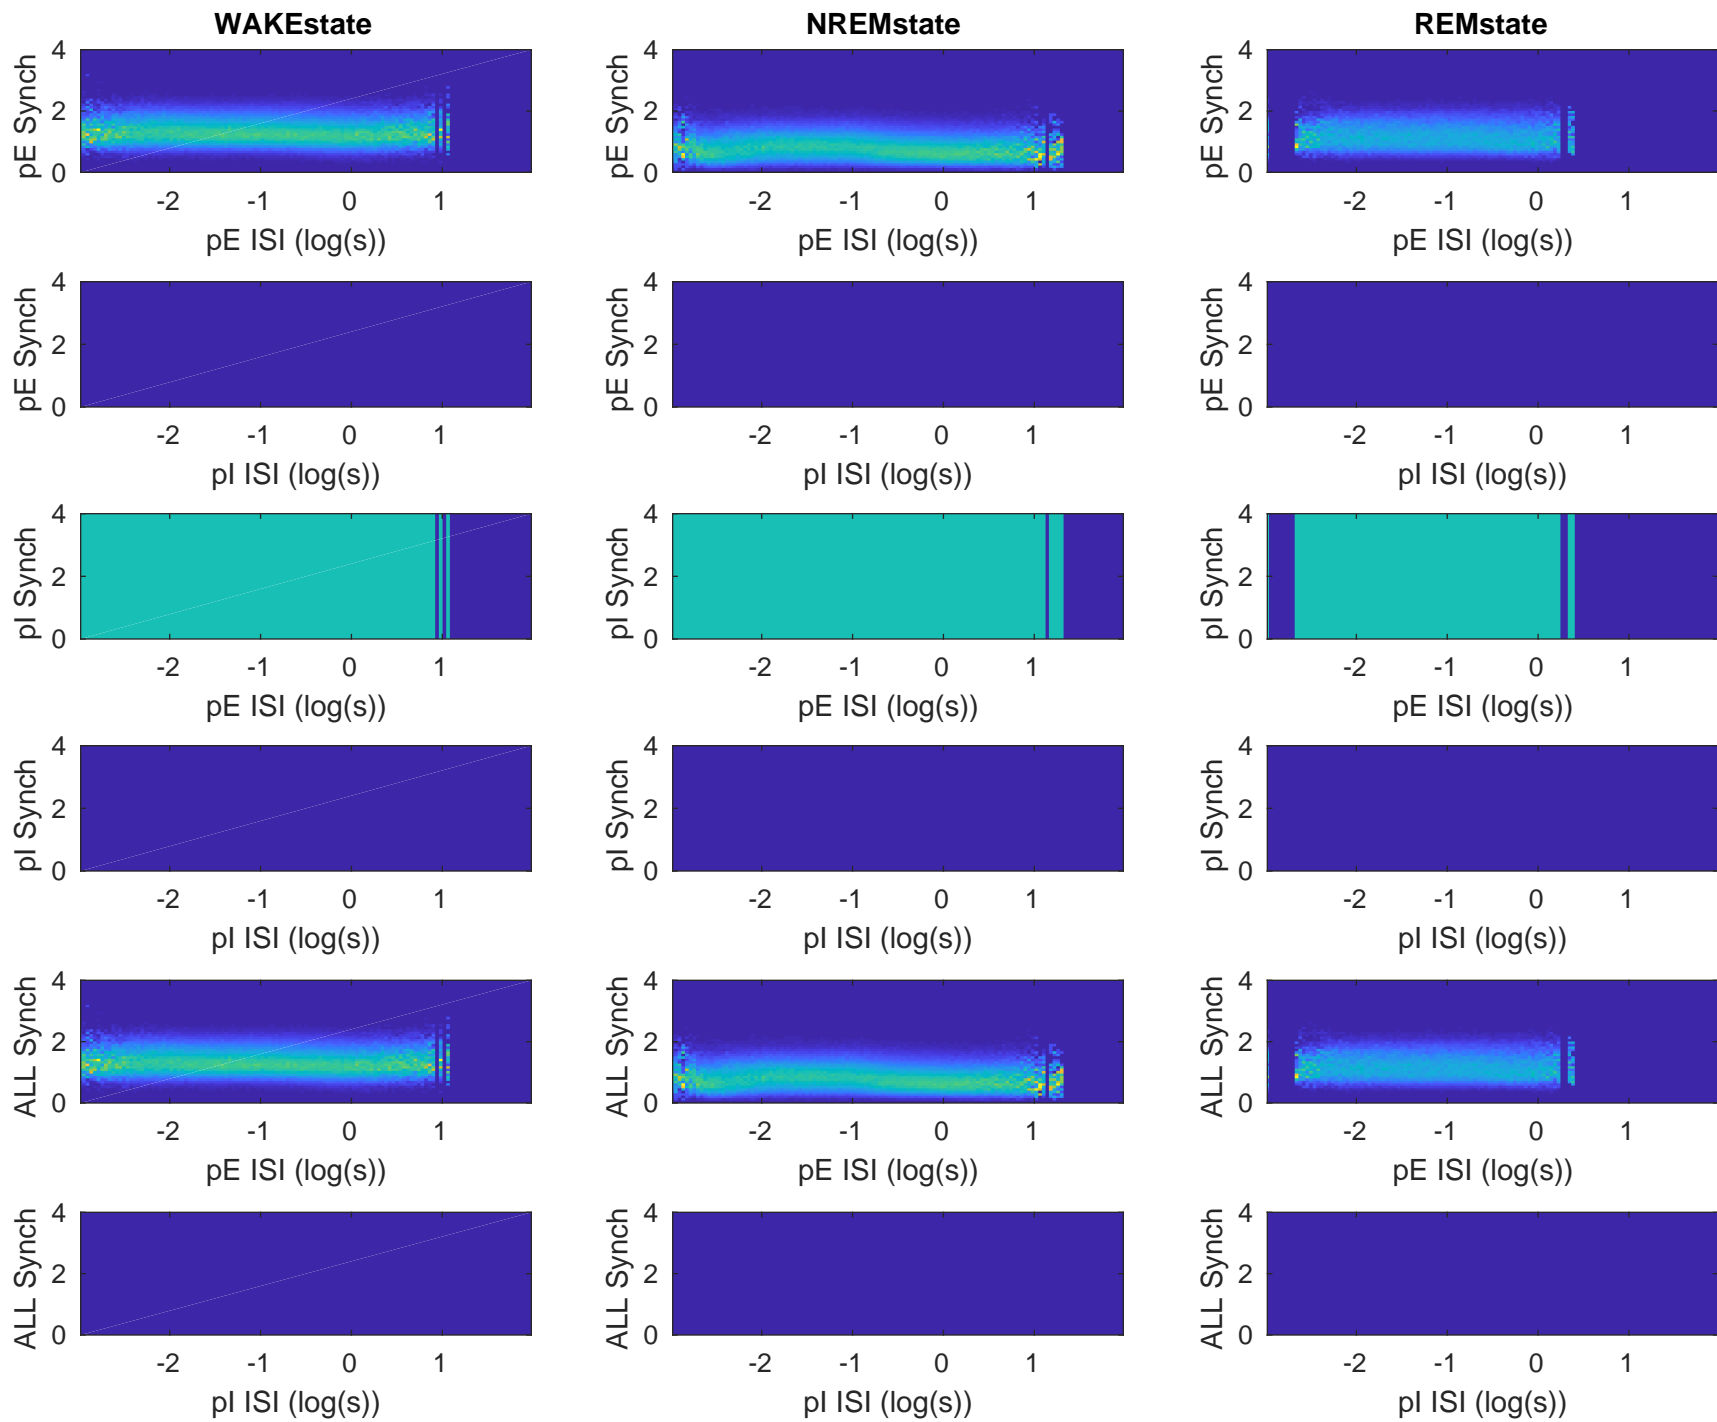 WAKEstate NREMstate REMstate
4 4 4
pE Synch pE Synch pE Synch
2 2 2
0 0 0
-2 -1 0 1 -2 -1 0 1 -2 -1 0 1
pE ISI (log(s)) pE ISI (log(s)) pE ISI (log(s))
4 4 4
pE Synch pE Synch pE Synch
2 2 2
0 0 0
-2 -1 0 1 -2 -1 0 1 -2 -1 0 1
pI ISI (log(s)) pI ISI (log(s)) pI ISI (log(s))
4 4 4
pI Synch pI Synch pI Synch
2 2 2
0 0 0
-2 -1 0 1 -2 -1 0 1 -2 -1 0 1
pE ISI (log(s)) pE ISI (log(s)) pE ISI (log(s))
4 4 4
pI Synch pI Synch pI Synch
2 2 2
0 0 0
-2 -1 0 1 -2 -1 0 1 -2 -1 0 1
pI ISI (log(s)) pI ISI (log(s)) pI ISI (log(s))
4 4 4
ALL Synch ALL Synch ALL Synch
2 2 2
0 0 0
-2 -1 0 1 -2 -1 0 1 -2 -1 0 1
pE ISI (log(s)) pE ISI (log(s)) pE ISI (log(s))
4 4 4
ALL Synch ALL Synch ALL Synch
2 2 2
0 0 0
-2 -1 0 1 -2 -1 0 1 -2 -1 0 1
pI ISI (log(s)) pI ISI (log(s)) pI ISI (log(s))